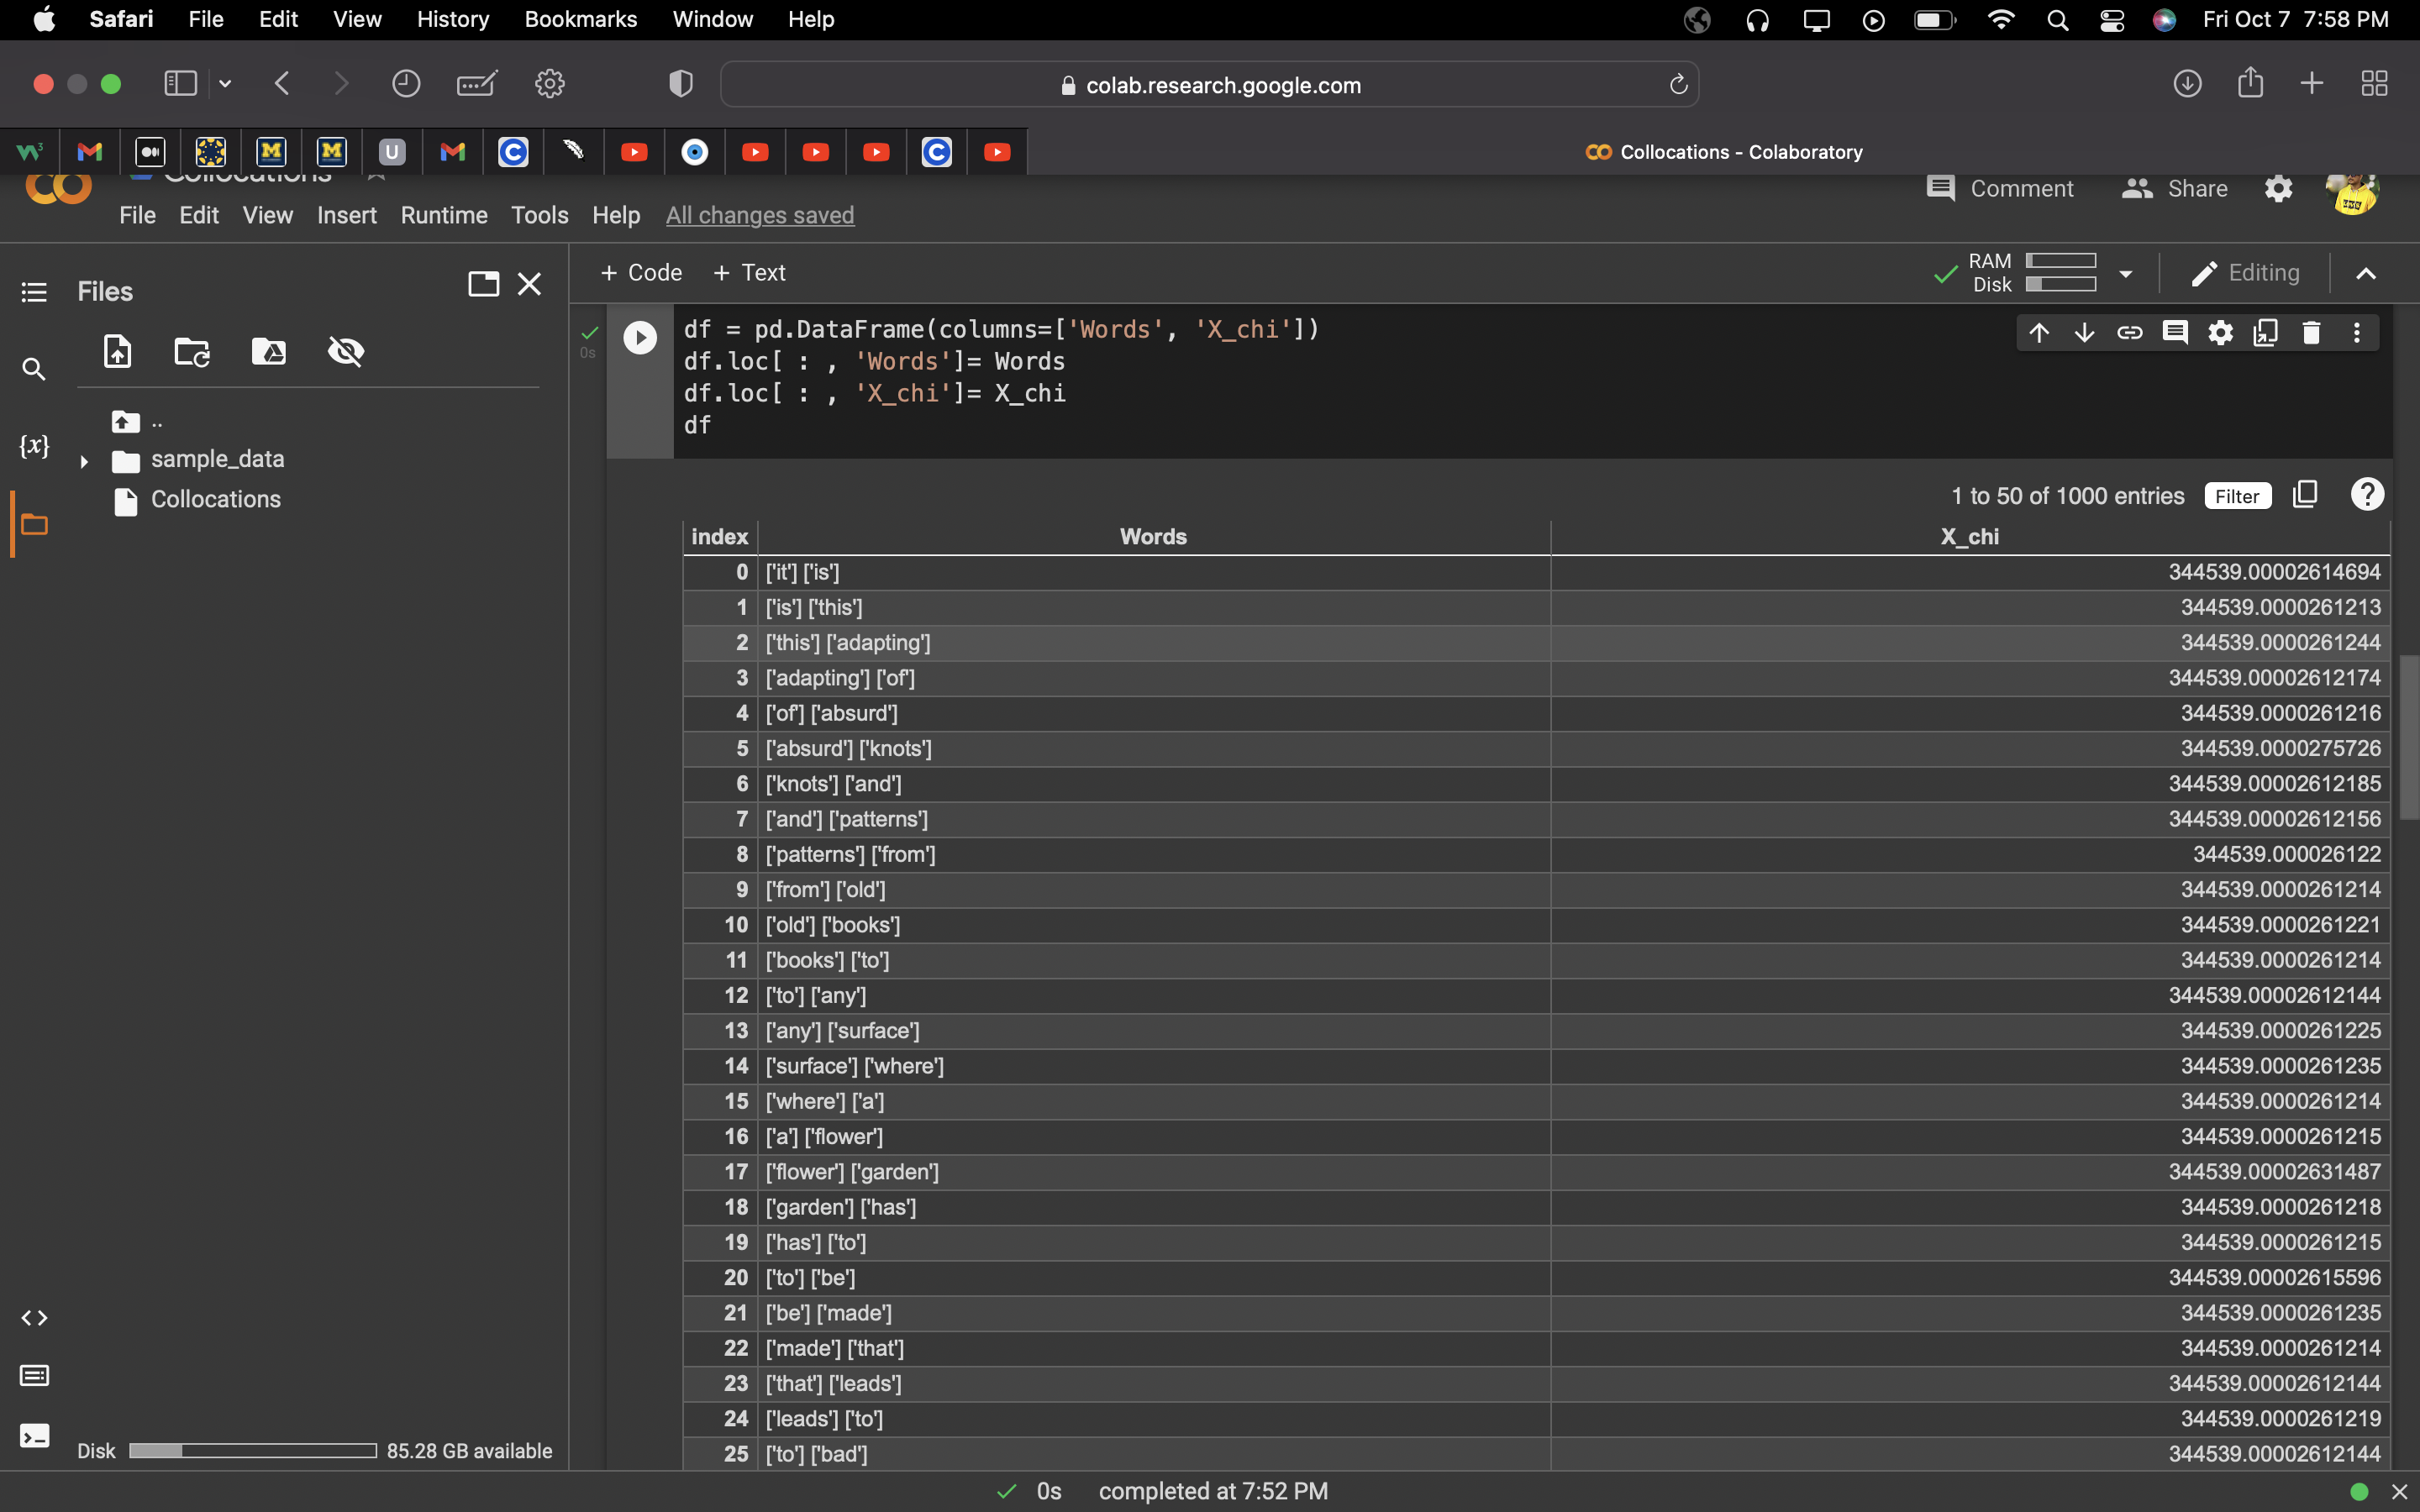 Safari File Edit View History Bookmarks Window Help Fri Oct 7 7:58 PM
colab.research.google.com
Collocations - Colaboratory
Collocations
Comment Share
File Edit View Insert Runtime Tools Help All changes saved
Files
+ Code + Text
RAM
Disk
Editing
..
sample_data
Collocations
{x}
0s
df = pd.DataFrame(columns=['Words', 'X_chi'])
df.loc[ : , 'Words']= Words
df.loc[ : , 'X_chi']= X_chi
df
1 to 50 of 1000 entries Filter
index Words X_chi
0 ['it'] ['is'] 344539.00002614694
1 ['is'] ['this'] 344539.0000261213
2 ['this'] ['adapting'] 344539.0000261244
3 ['adapting'] ['of'] 344539.00002612174
4 ['of'] ['absurd'] 344539.0000261216
5 ['absurd'] ['knots'] 344539.0000275726
6 ['knots'] ['and'] 344539.00002612185
7 ['and'] ['patterns'] 344539.00002612156
8 ['patterns'] ['from'] 344539.000026122
9 ['from'] ['old'] 344539.0000261214
10 ['old'] ['books'] 344539.0000261221
11 ['books'] ['to'] 344539.0000261214
12 ['to'] ['any'] 344539.00002612144
13 ['any'] ['surface'] 344539.0000261225
14 ['surface'] ['where'] 344539.0000261235
15 ['where'] ['a'] 344539.0000261214
16 ['a'] ['flower'] 344539.0000261215
17 ['flower'] ['garden'] 344539.00002631487
18 ['garden'] ['has'] 344539.0000261218
19 ['has'] ['to'] 344539.0000261215
20 ['to'] ['be'] 344539.00002615596
21 ['be'] ['made'] 344539.0000261235
22 ['made'] ['that'] 344539.0000261214
23 ['that'] ['leads'] 344539.00002612144
24 ['leads'] ['to'] 344539.0000261219
25 ['to'] ['bad'] 344539.00002612144
Disk 85.28 GB available
0s completed at 7:52 PM